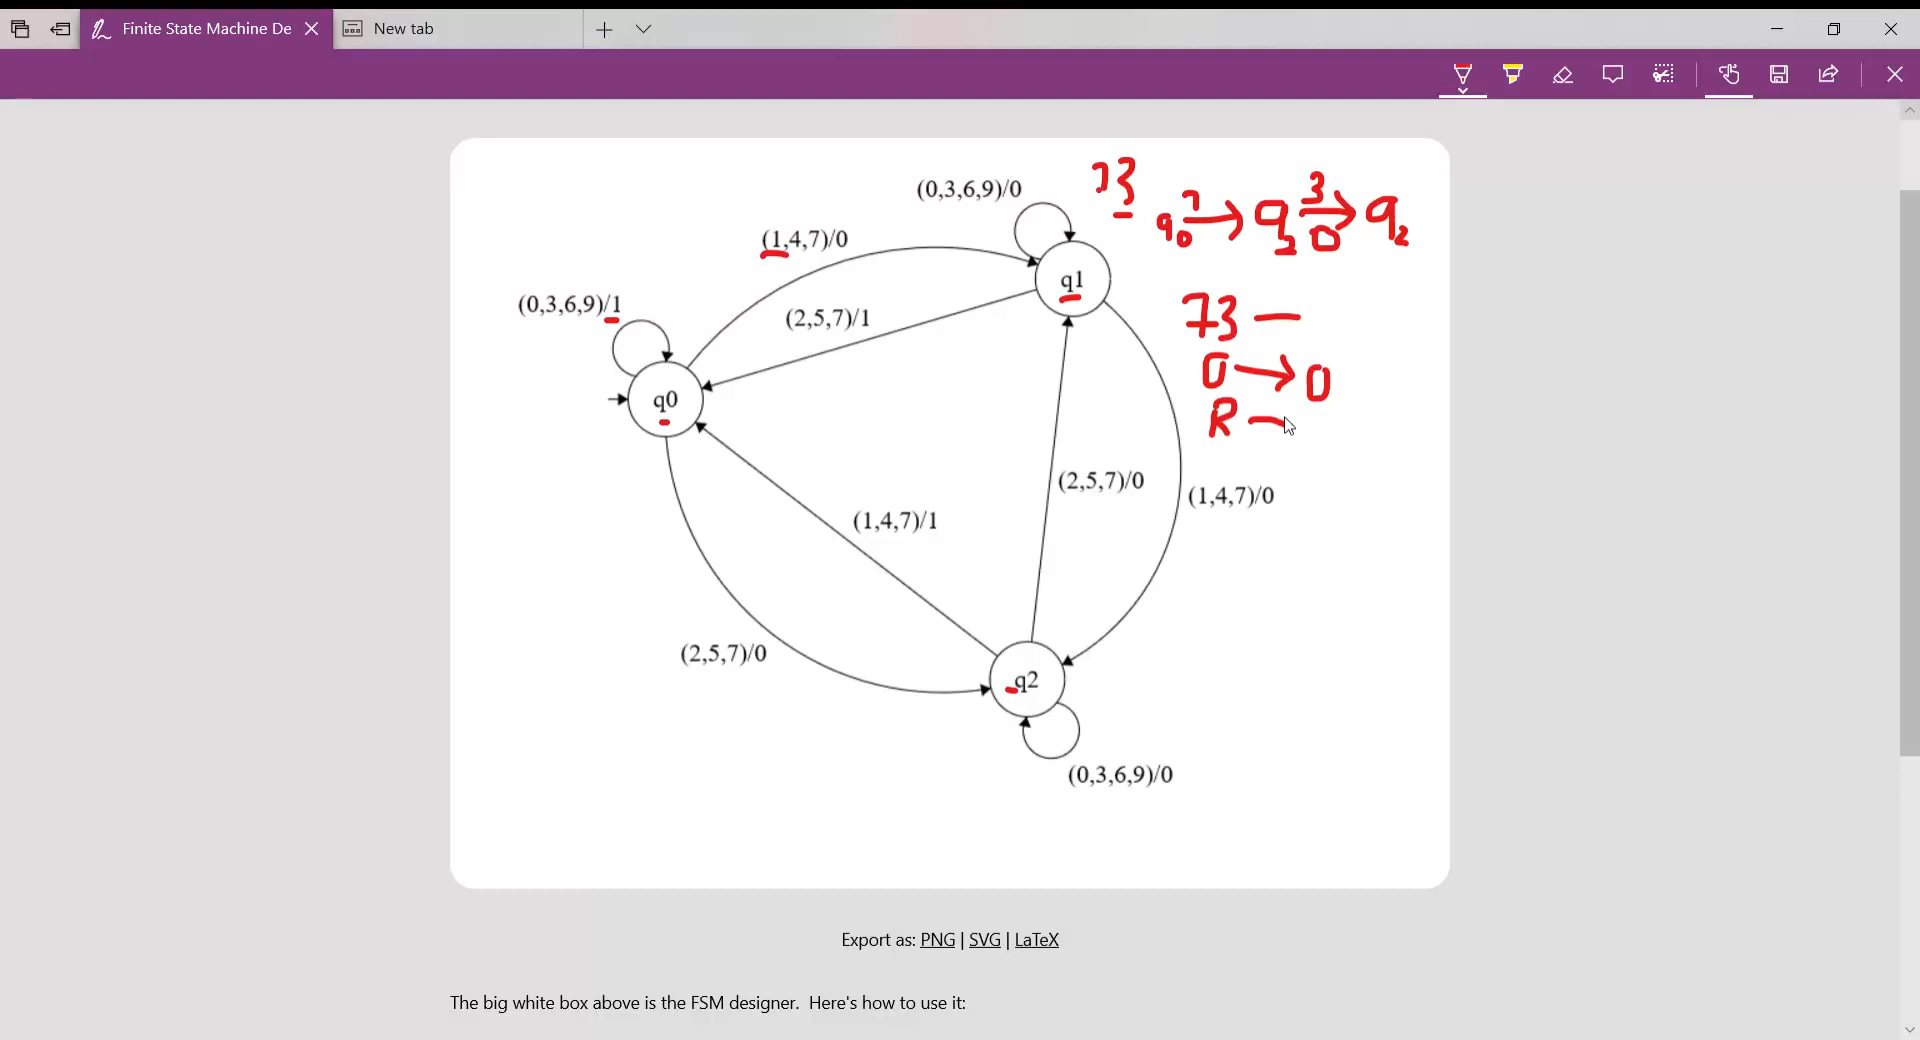 Finite State Machine De
New tab
(0,3,6,9)/0
73
q0 7 → q1 3 → 0 q2
(1,4,7)/0
q1
(0,3,6,9)/1
(2,5,7)/1
73 —
0 → 0
q0
R —
(2,5,7)/0
(1,4,7)/0
(1,4,7)/1
(2,5,7)/0
q2
(0,3,6,9)/0
Export as: PNG | SVG | LaTeX
The big white box above is the FSM designer. Here's how to use it: